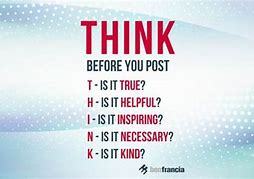 THINK
BEFORE YOU POST
T - IS IT TRUE?
H - IS IT HELPFUL?
I - IS IT INSPIRING?
N - IS IT NECESSARY?
K - IS IT KIND?
benfrancia